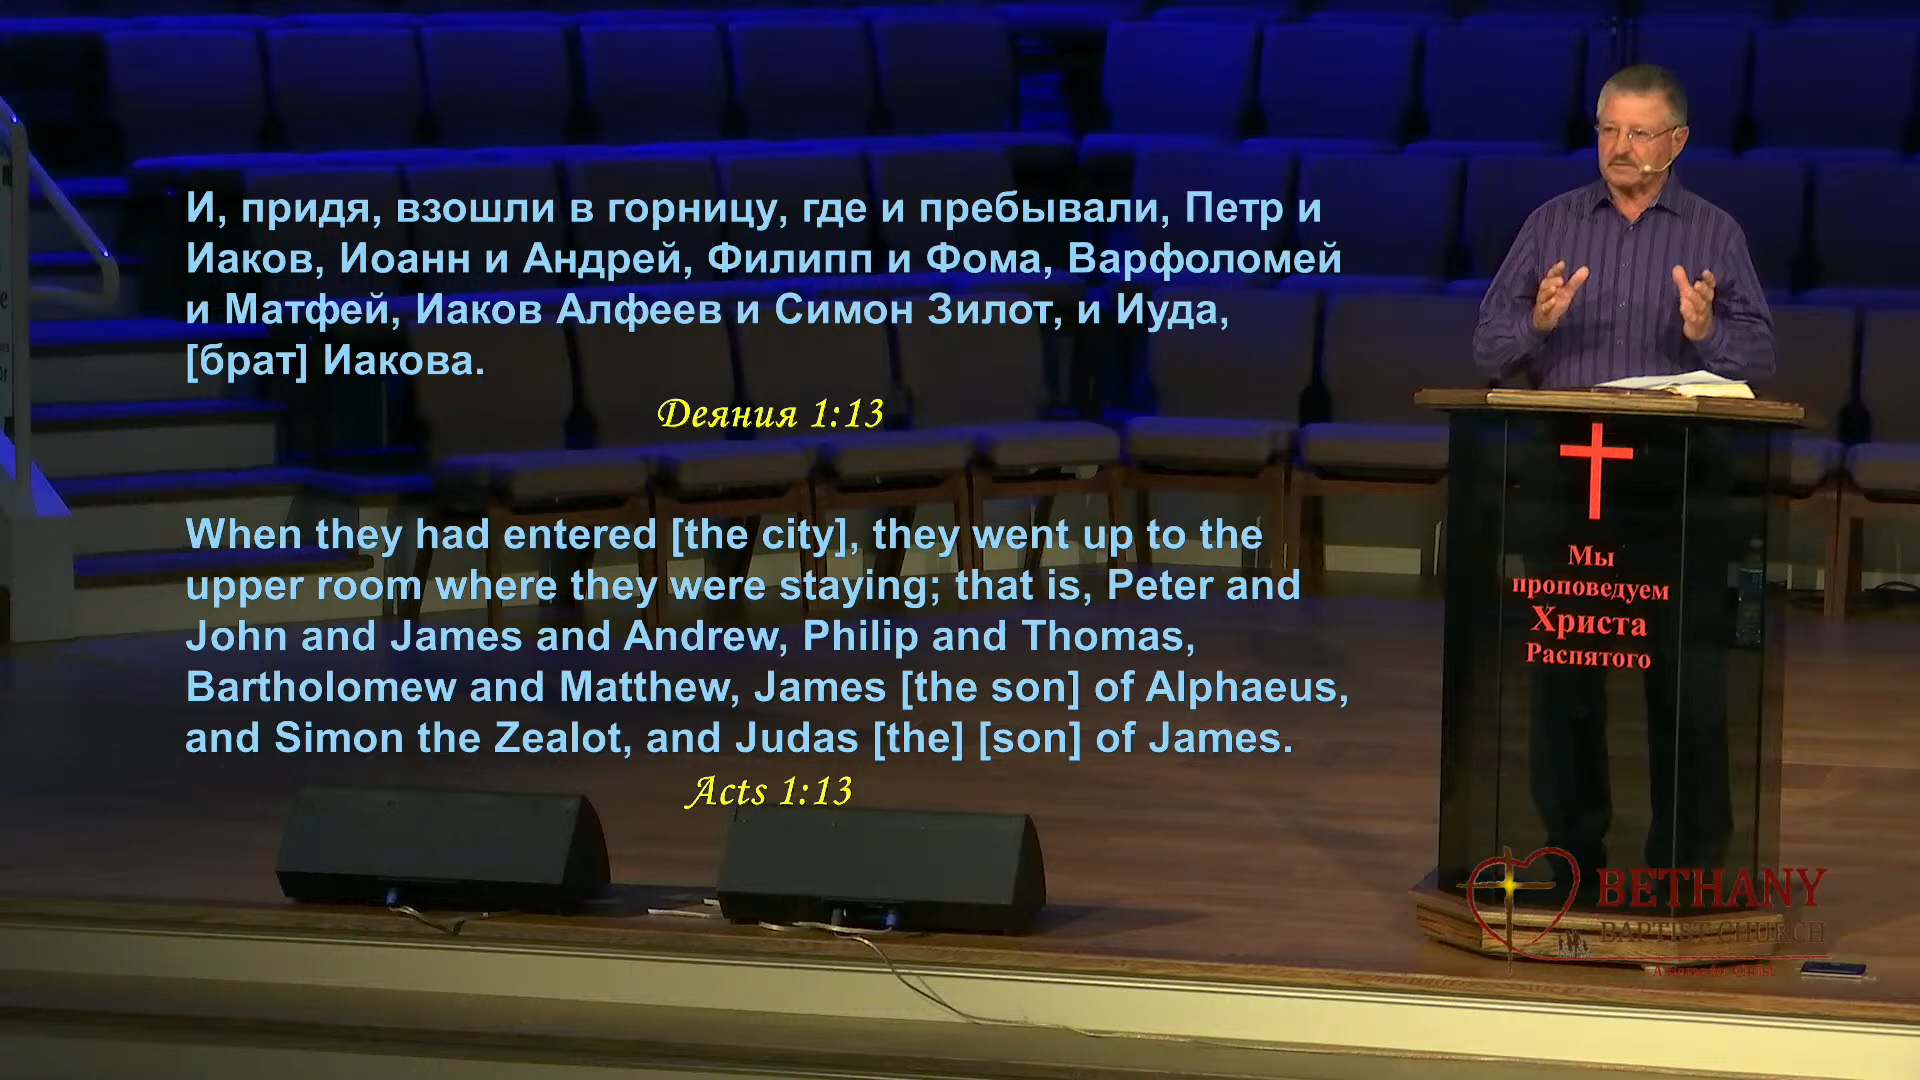 И, придя, взошли в горницу, где и пребывали, Петр и
Иаков, Иоанн и Андрей, Филипп и Фома, Варфоломей
и Матфей, Иаков Алфеев и Симон Зилот, и Иуда,
[брат] Иакова.
Деяния 1:13
When they had entered [the city], they went up to the
upper room where they were staying; that is, Peter and
John and James and Andrew, Philip and Thomas,
Bartholomew and Matthew, James [the son] of Alphaeus,
and Simon the Zealot, and Judas [the] [son] of James.
Acts 1:13
Мы
проповедуем
Христа
Распятого
BETHANY
BAPTIST CHURCH